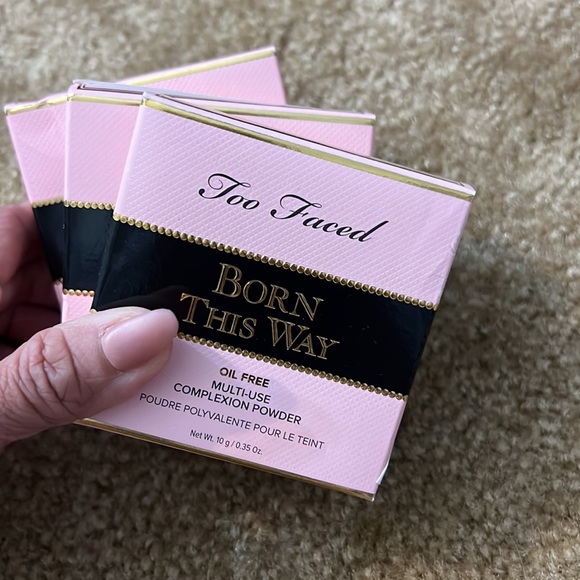 Too Faced
BORN
THIS WAY
OIL FREE
MULTI-USE
COMPLEXION POWDER
POUDRE POLYVALENTE POUR LE TEINT
Net Wt. 10 g / 0.35 Oz.